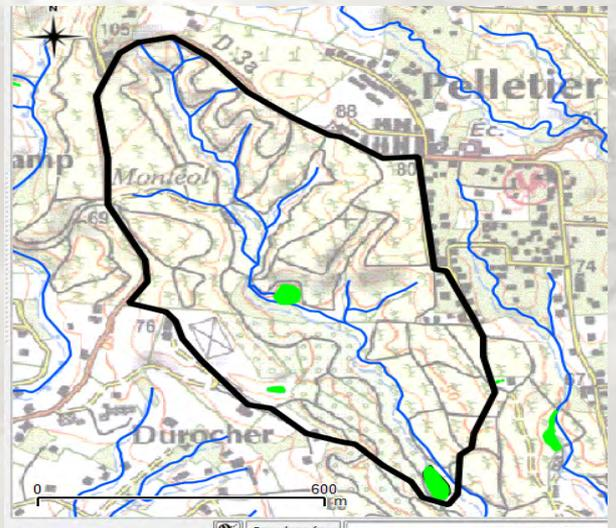 N
105
D 3a
Pelletier
88
Ec.
amp
80
Monléol
69
74
76
67
Durocher
0
600
m